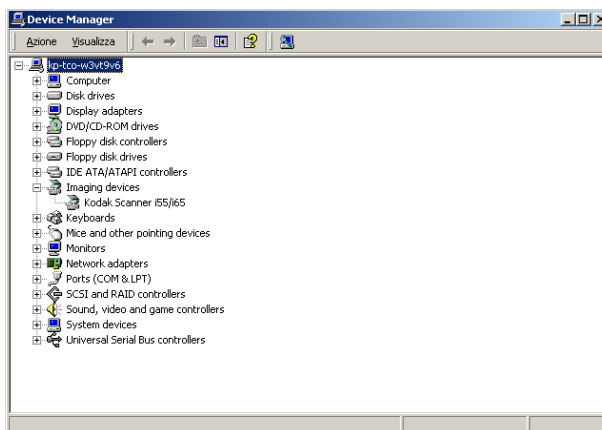 Device Manager
Azione Visualizza
kp-tco-w3vt9v6
Computer
Disk drives
Display adapters
DVD/CD-ROM drives
Floppy disk controllers
Floppy disk drives
IDE ATA/ATAPI controllers
Imaging devices
Kodak Scanner i55/i65
Keyboards
Mice and other pointing devices
Monitors
Network adapters
Ports (COM & LPT)
SCSI and RAID controllers
Sound, video and game controllers
System devices
Universal Serial Bus controllers